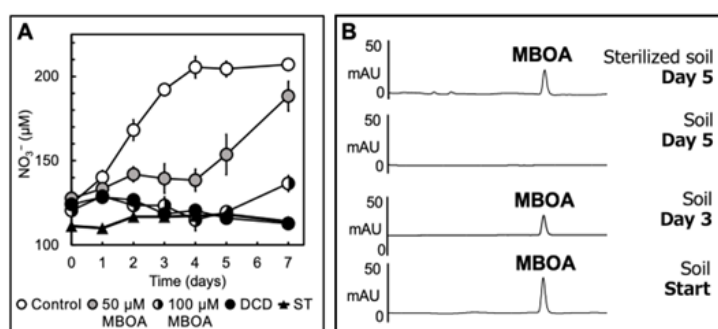 A
NO₃⁻ (µM)
200
150
100
0 1 2 3 4 5 6 7
Time (days)
Control 50 µM 100 µM DCD ST
MBOA MBOA
B
50
mAU
0
MBOA
Sterilized soil
Day 5
50
mAU
0
Soil
Day 5
50
mAU
0
MBOA
Soil
Day 3
50
mAU
0
MBOA
Soil
Start